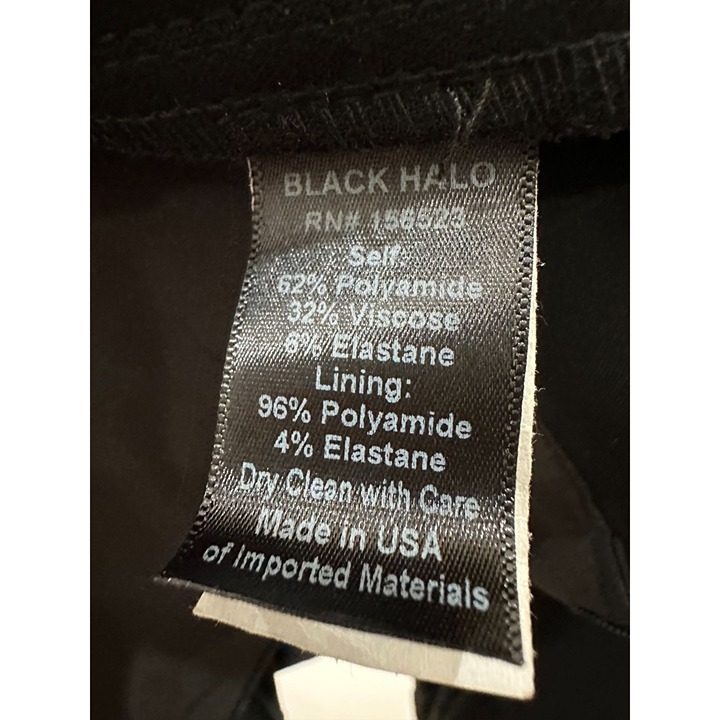 BLACK HALO
RN# 156523
Self:
62% Polyamide
32% Viscose
6% Elastane
Lining:
96% Polyamide
4% Elastane
Dry Clean with Care
Made in USA
of Imported Materials